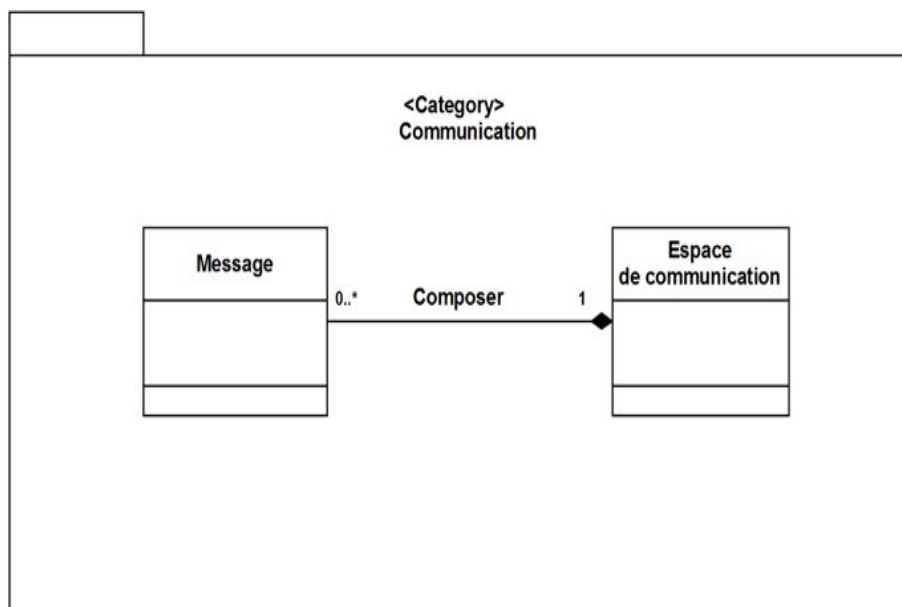 <Category>
Communication
Message
Espace
de communication
0..*
Composer
1